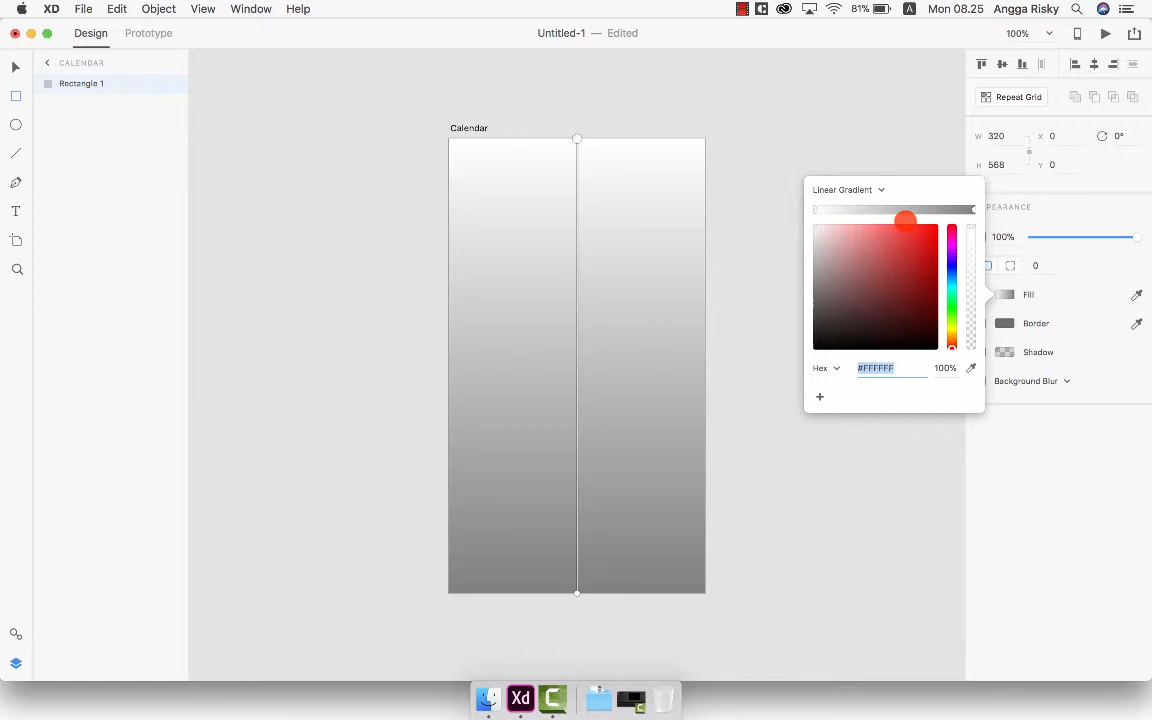 XD File Edit Object View Window Help 81% A Mon 08.25 Angga Risky
Design Prototype Untitled-1 — Edited 100%
CALENDAR
Rectangle 1
Calendar
Repeat Grid
W 320 X 0 0°
H 568 Y 0
Linear Gradient
PEARANCE
100%
0
Fill
Border
Shadow
Hex #FFFFFF 100%
Background Blur
+
T
Xd C